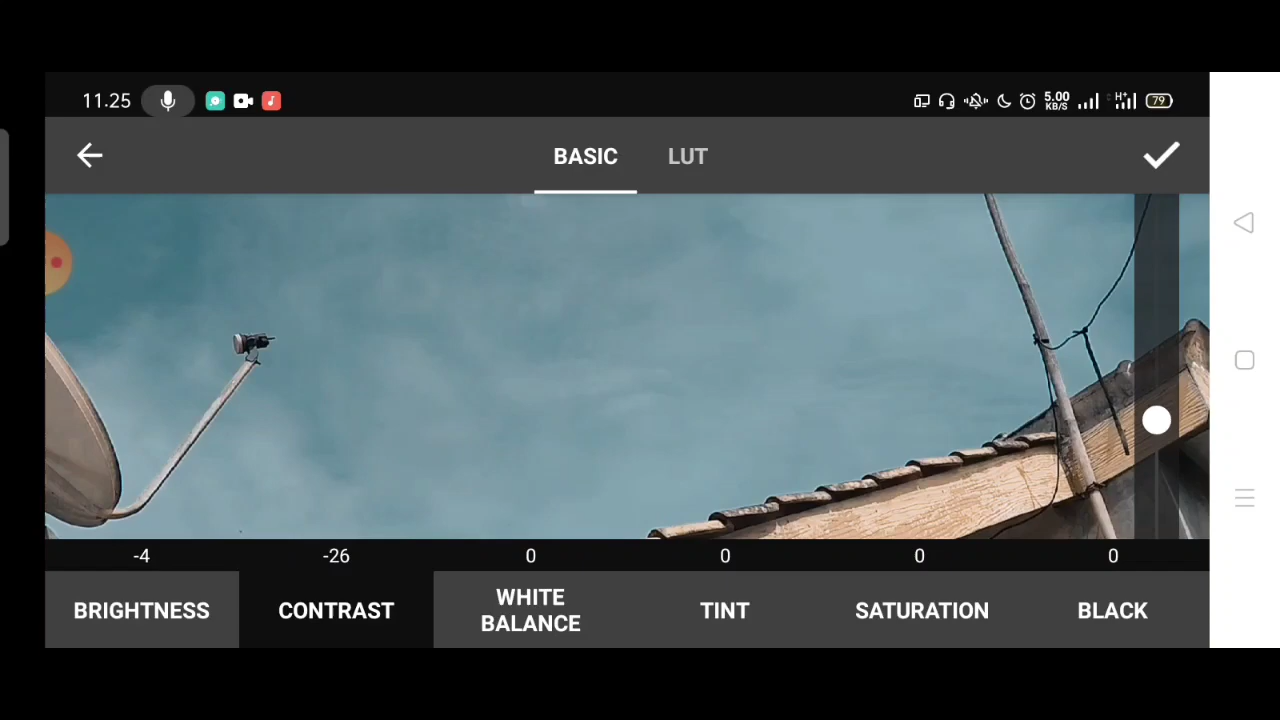 11.25
5.00
KB/S
H+
79
BASIC LUT
-4 -26 0 0 0 0
BRIGHTNESS CONTRAST WHITE BALANCE TINT SATURATION BLACK